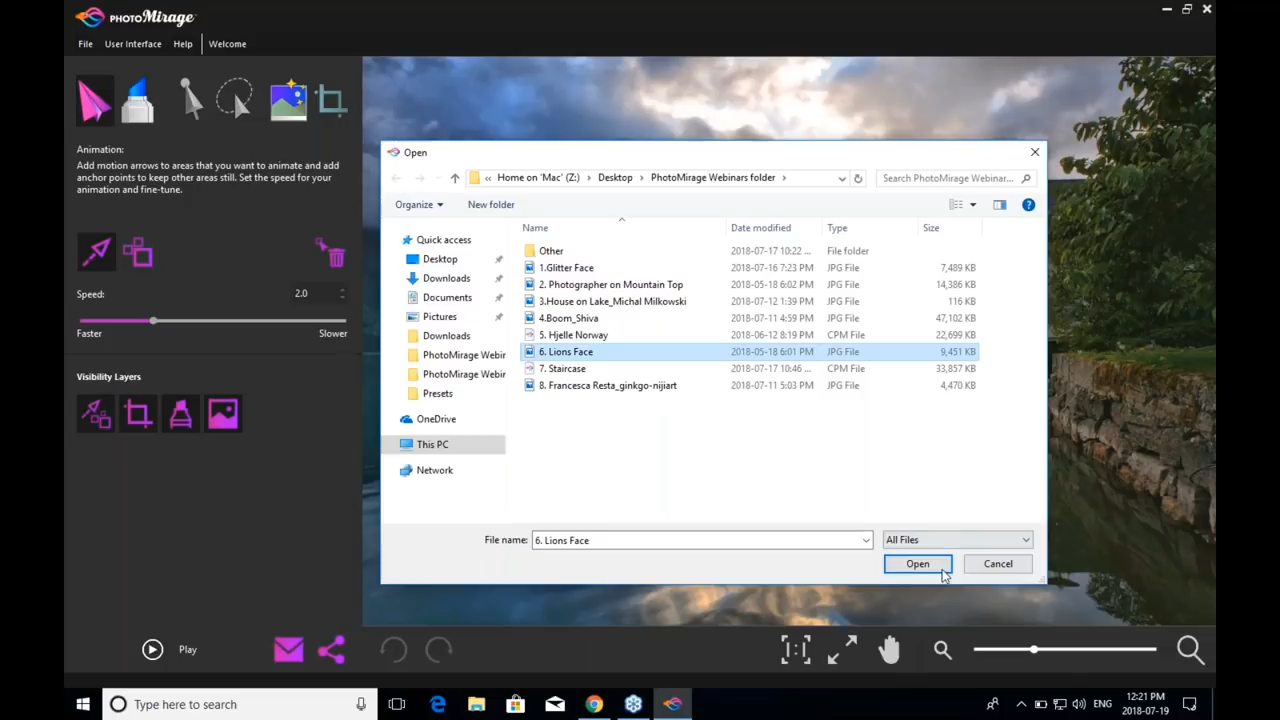 PHOTOMirage
File User Interface Help Welcome
Animation:
Add motion arrows to areas that you want to animate and add
anchor points to keep other areas still. Set the speed for your
animation and fine-tune.
Speed: 2.0
Faster Slower
Visibility Layers
Play
Open
« Home on 'Mac' (Z:) › Desktop › PhotoMirage Webinars folder ›
Search PhotoMirage Webinar...
Organize New folder
Quick access
Desktop
Downloads
Documents
Pictures
Downloads
PhotoMirage Webir
PhotoMirage Webir
Presets
OneDrive
This PC
Network
Name Date modified Type Size
Other 2018-07-17 10:22 ... File folder
1.Glitter Face 2018-07-16 7:23 PM JPG File 7,489 KB
2. Photographer on Mountain Top 2018-05-18 6:02 PM JPG File 14,386 KB
3.House on Lake_Michal Milkowski 2018-07-12 1:39 PM JPG File 116 KB
4.Boom_Shiva 2018-07-11 4:52 PM JPG File 47,102 KB
5. Hjelle Norway 2018-06-12 8:19 PM CPM File 22,699 KB
6. Lions Face 2018-05-18 6:01 PM JPG File 9,451 KB
7. Staircase 2018-07-17 10:46 ... CPM File 33,857 KB
8. Francesca Resta_ginkgo-nijiart 2018-07-11 5:03 PM JPG File 4,470 KB
File name: 6. Lions Face All Files
Open Cancel
[1:1]
Type here to search
ENG
12:21 PM
2018-07-19